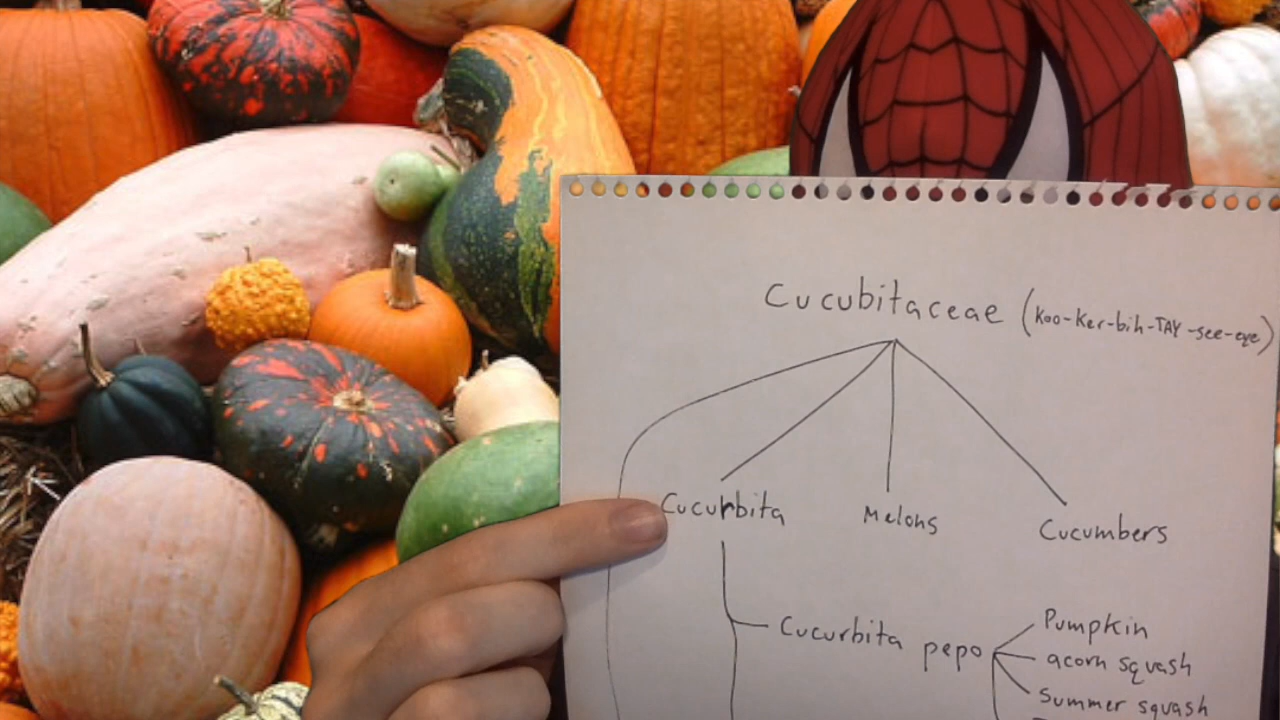 Cucubitaceae (Koo-Ker-bih-TAY-see-eye)
Cucurbita
Melons
Cucumbers
Cucurbita pepo
Pumpkin
acorn squash
Summer squash